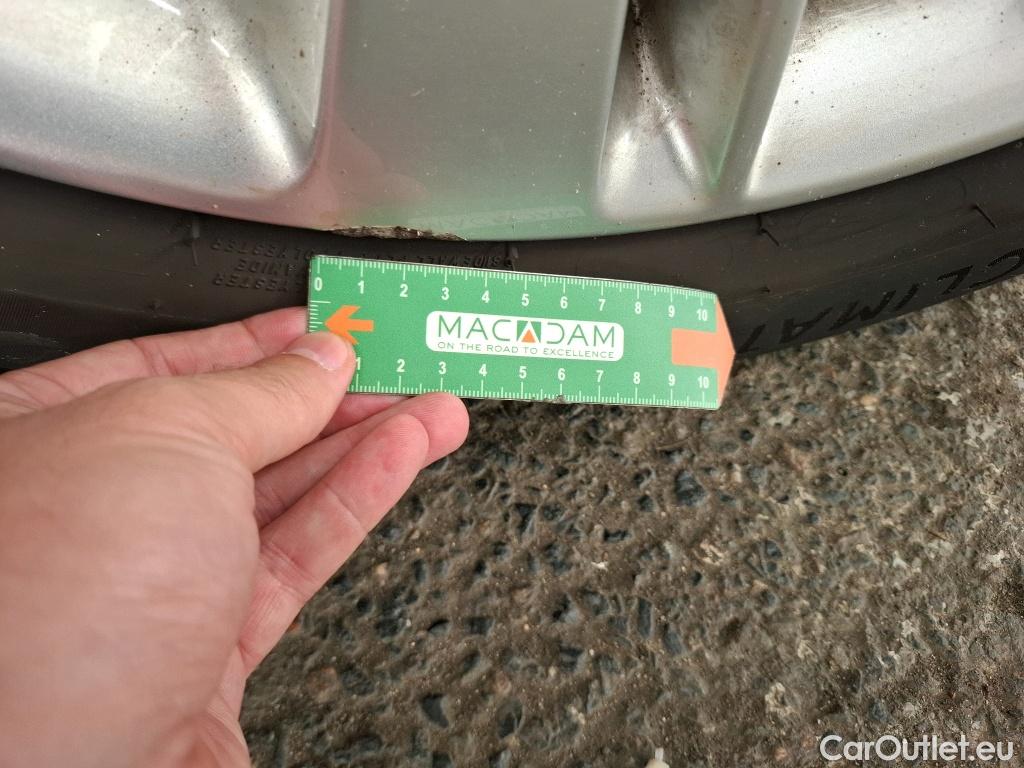 SIDEWALL
POLYESTER
POLYESTER
CLIMAT
0 1 2 3 4 5 6 7 8 9 10
MACADAM
ON THE ROAD TO EXCELLENCE
1 2 3 4 5 6 7 8 9 10
CarOutlet.eu